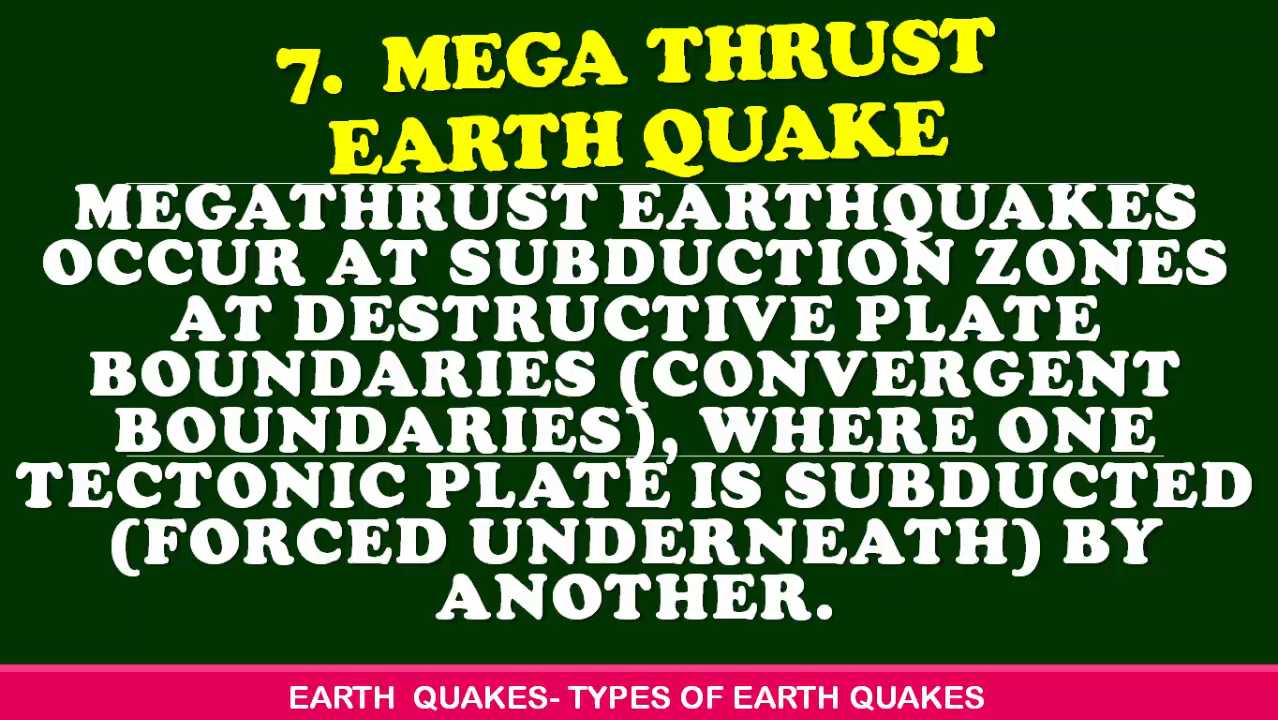 7. MEGA THRUST
EARTH QUAKE
MEGATHRUST EARTHQUAKES
OCCUR AT SUBDUCTION ZONES
AT DESTRUCTIVE PLATE
BOUNDARIES (CONVERGENT
BOUNDARIES), WHERE ONE
TECTONIC PLATE IS SUBDUCTED
(FORCED UNDERNEATH) BY
ANOTHER.
EARTH QUAKES- TYPES OF EARTH QUAKES